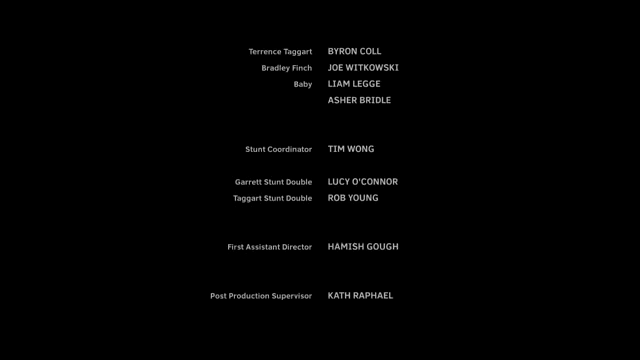 Terrence Taggart BYRON COLL
Bradley Finch JOE WITKOWSKI
Baby LIAM LEGGE
ASHER BRIDLE
Stunt Coordinator TIM WONG
Garrett Stunt Double LUCY O'CONNOR
Taggart Stunt Double ROB YOUNG
First Assistant Director HAMISH GOUGH
Post Production Supervisor KATH RAPHAEL